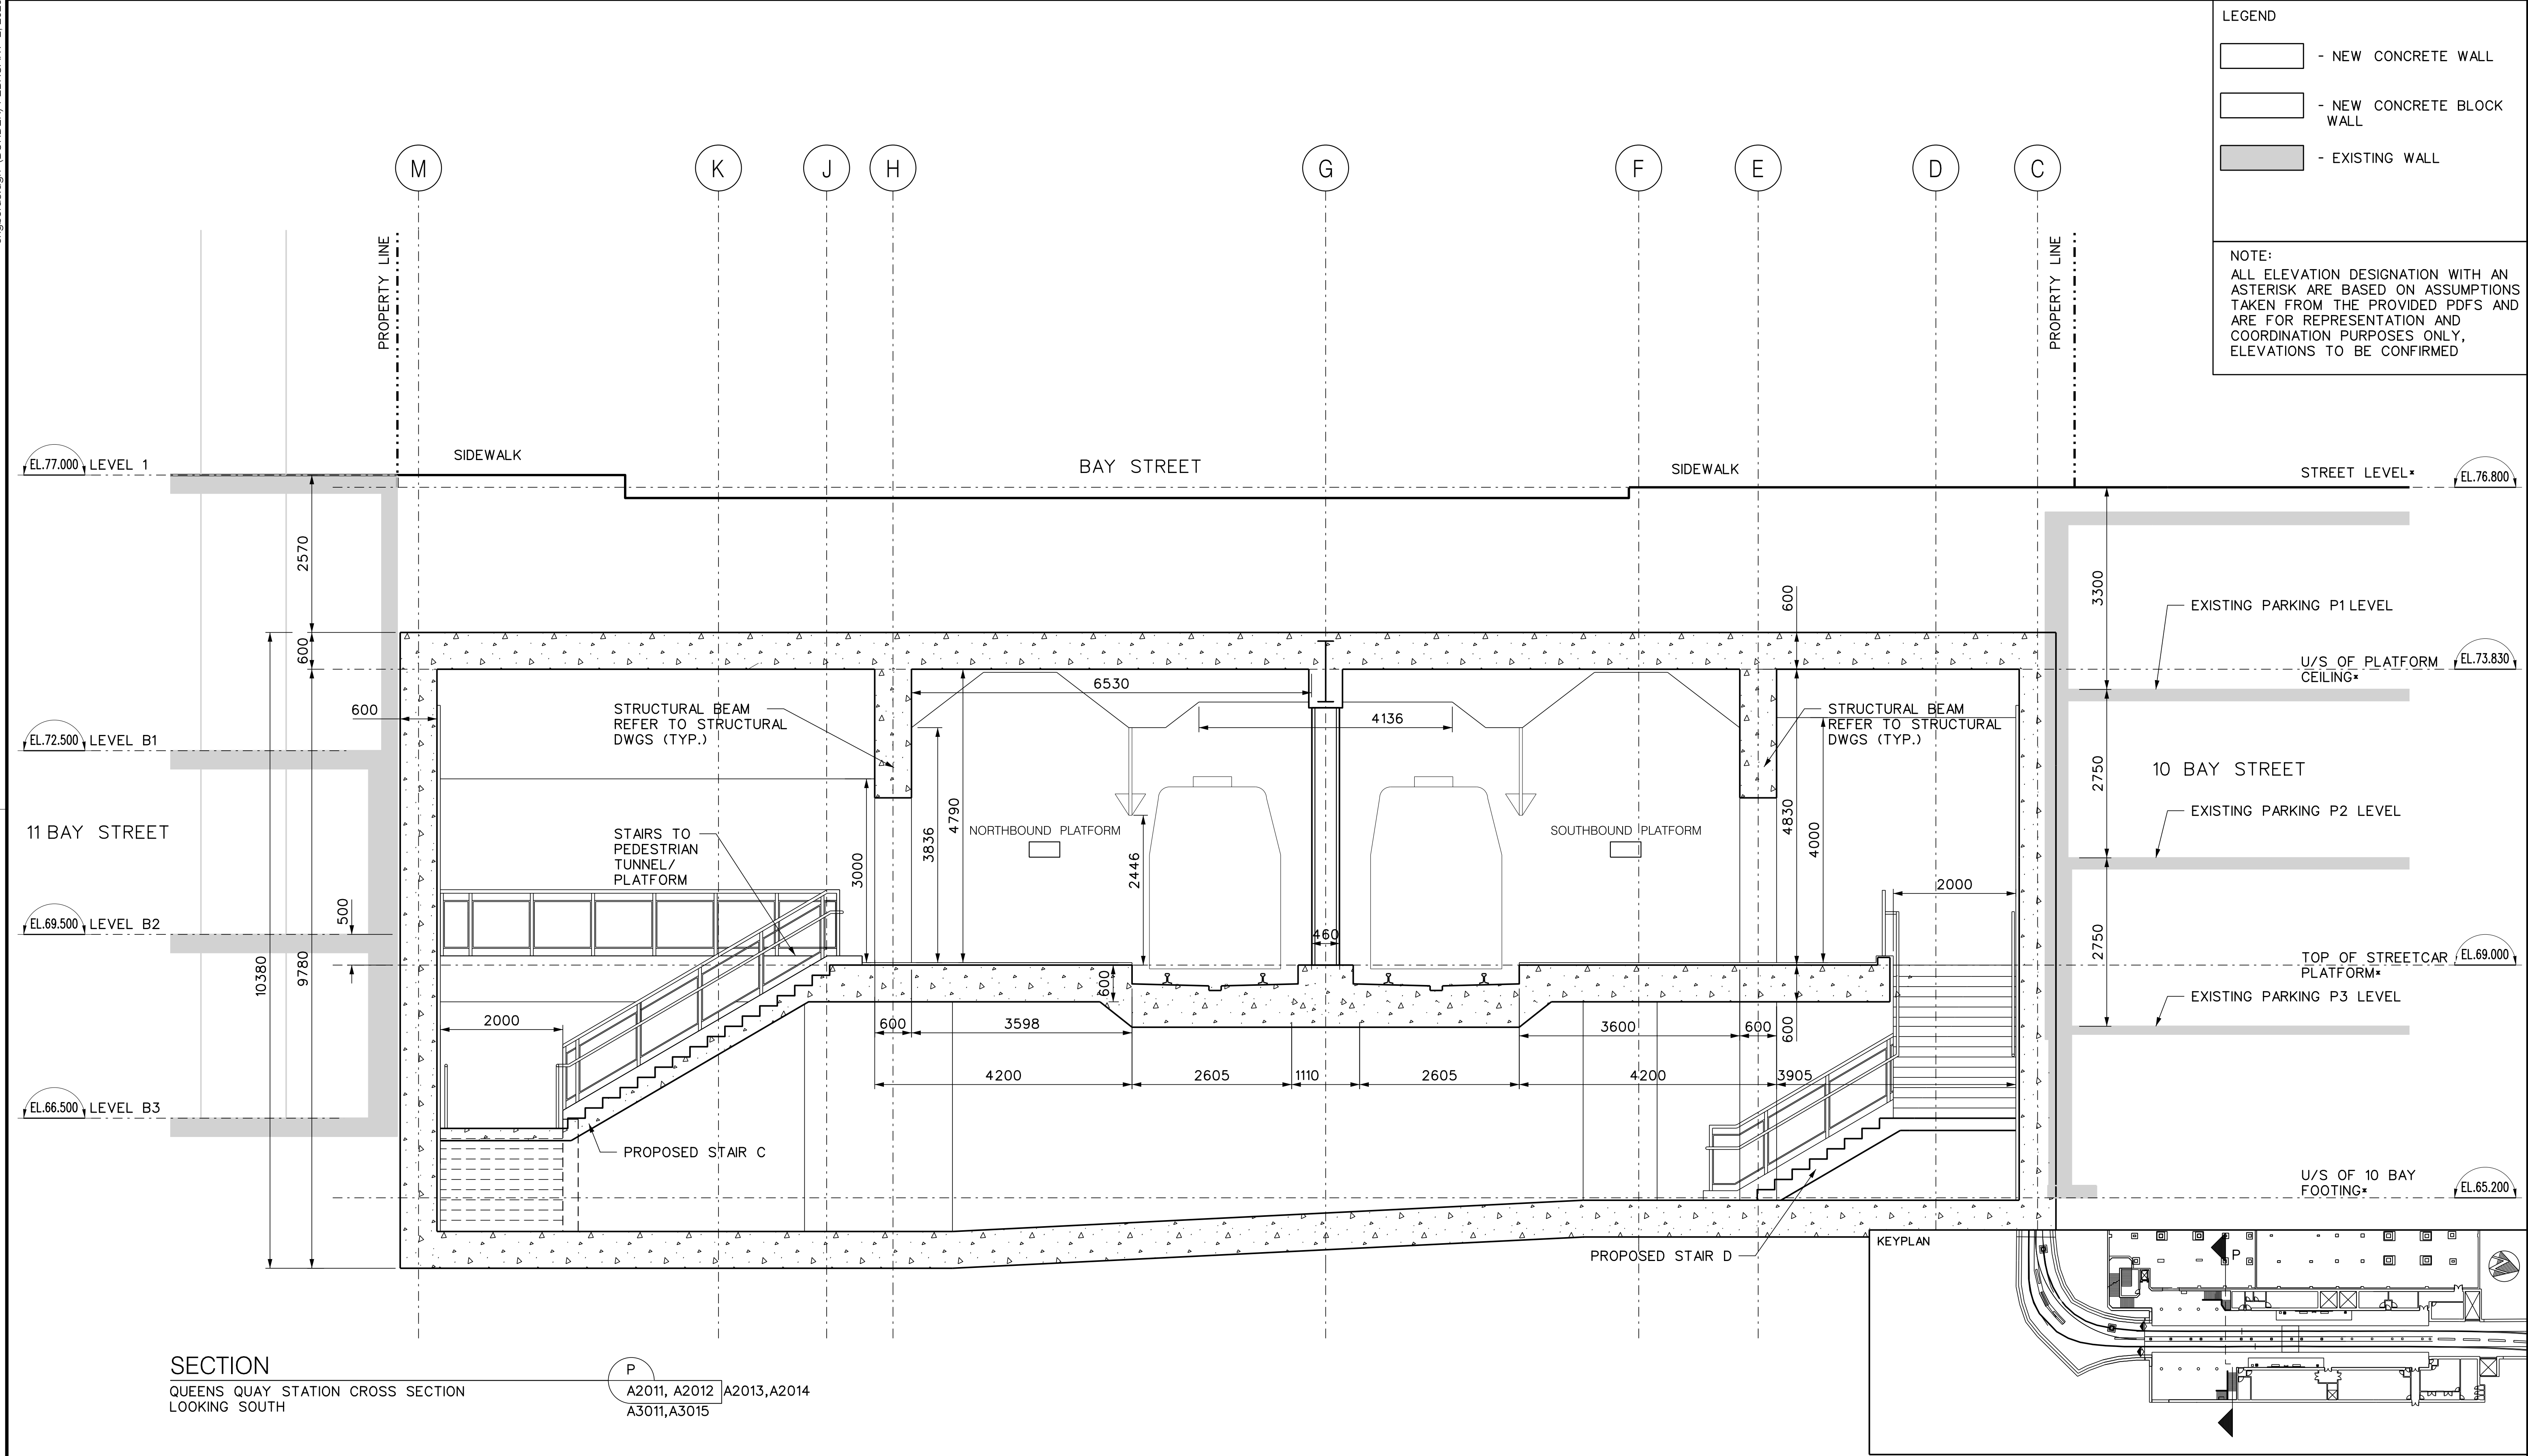 LEGEND
- NEW CONCRETE WALL
- NEW CONCRETE BLOCK
WALL
- EXISTING WALL
NOTE:
ALL ELEVATION DESIGNATION WITH AN
ASTERISK ARE BASED ON ASSUMPTIONS
TAKEN FROM THE PROVIDED PDFS AND
ARE FOR REPRESENTATION AND
COORDINATION PURPOSES ONLY,
ELEVATIONS TO BE CONFIRMED
M K J H G F E D C
PROPERTY LINE
PROPERTY LINE
EL.77.000 LEVEL 1
SIDEWALK
BAY STREET
SIDEWALK
STREET LEVEL* EL.76.800
2570
600
10380
9780
600
500
EL.72.500 LEVEL B1
11 BAY STREET
EL.69.500 LEVEL B2
EL.66.500 LEVEL B3
STRUCTURAL BEAM
REFER TO STRUCTURAL
DWGS (TYP.)
STAIRS TO
PEDESTRIAN
TUNNEL/
PLATFORM
3000
3836
4790
6530
4136
2446
460
NORTHBOUND PLATFORM
SOUTHBOUND PLATFORM
600
4830
4000
STRUCTURAL BEAM
REFER TO STRUCTURAL
DWGS (TYP.)
2000
3300
2750
2750
EXISTING PARKING P1 LEVEL
U/S OF PLATFORM
CEILING* EL.73.830
10 BAY STREET
EXISTING PARKING P2 LEVEL
TOP OF STREETCAR
PLATFORM* EL.69.000
EXISTING PARKING P3 LEVEL
U/S OF 10 BAY
FOOTING* EL.65.200
2000
600 3598
600
3600 600
600
4200 2605 1110 2605 4200 3905
PROPOSED STAIR C
PROPOSED STAIR D
KEYPLAN
P
SECTION
QUEENS QUAY STATION CROSS SECTION
LOOKING SOUTH
P
A2011, A2012 A2013,A2014
A3011,A3015